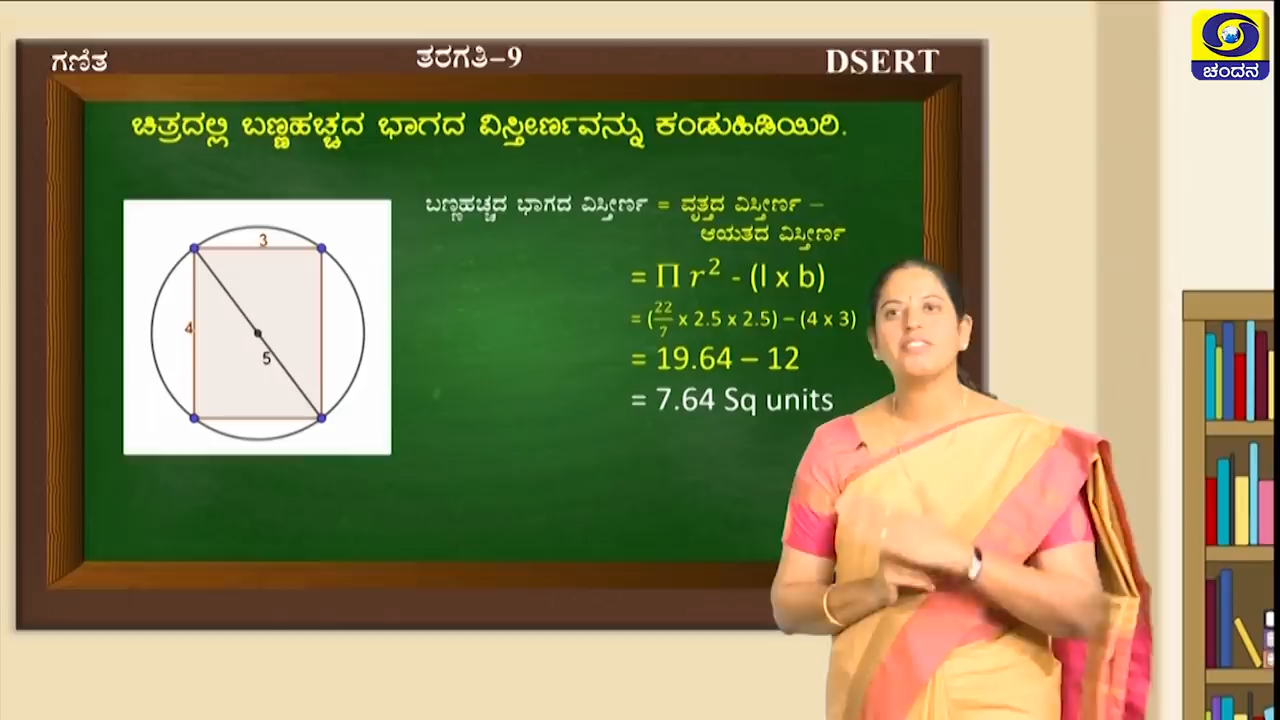 ಚಂದನ
ಗಣಿತ
ತರಗತಿ-9
DSERT
ಚಿತ್ರದಲ್ಲಿ ಬಣ್ಣಹಚ್ಚದ ಭಾಗದ ವಿಸ್ತೀರ್ಣವನ್ನು ಕಂಡುಹಿಡಿಯಿರಿ.
3
4
5
ಬಣ್ಣಹಚ್ಚದ ಭಾಗದ ವಿಸ್ತೀರ್ಣ = ವೃತ್ತದ ವಿಸ್ತೀರ್ಣ –
ಆಯತದ ವಿಸ್ತೀರ್ಣ
= Π r² - (l x b)
= (22/7 x 2.5 x 2.5) – (4 x 3)
= 19.64 – 12
= 7.64 Sq units